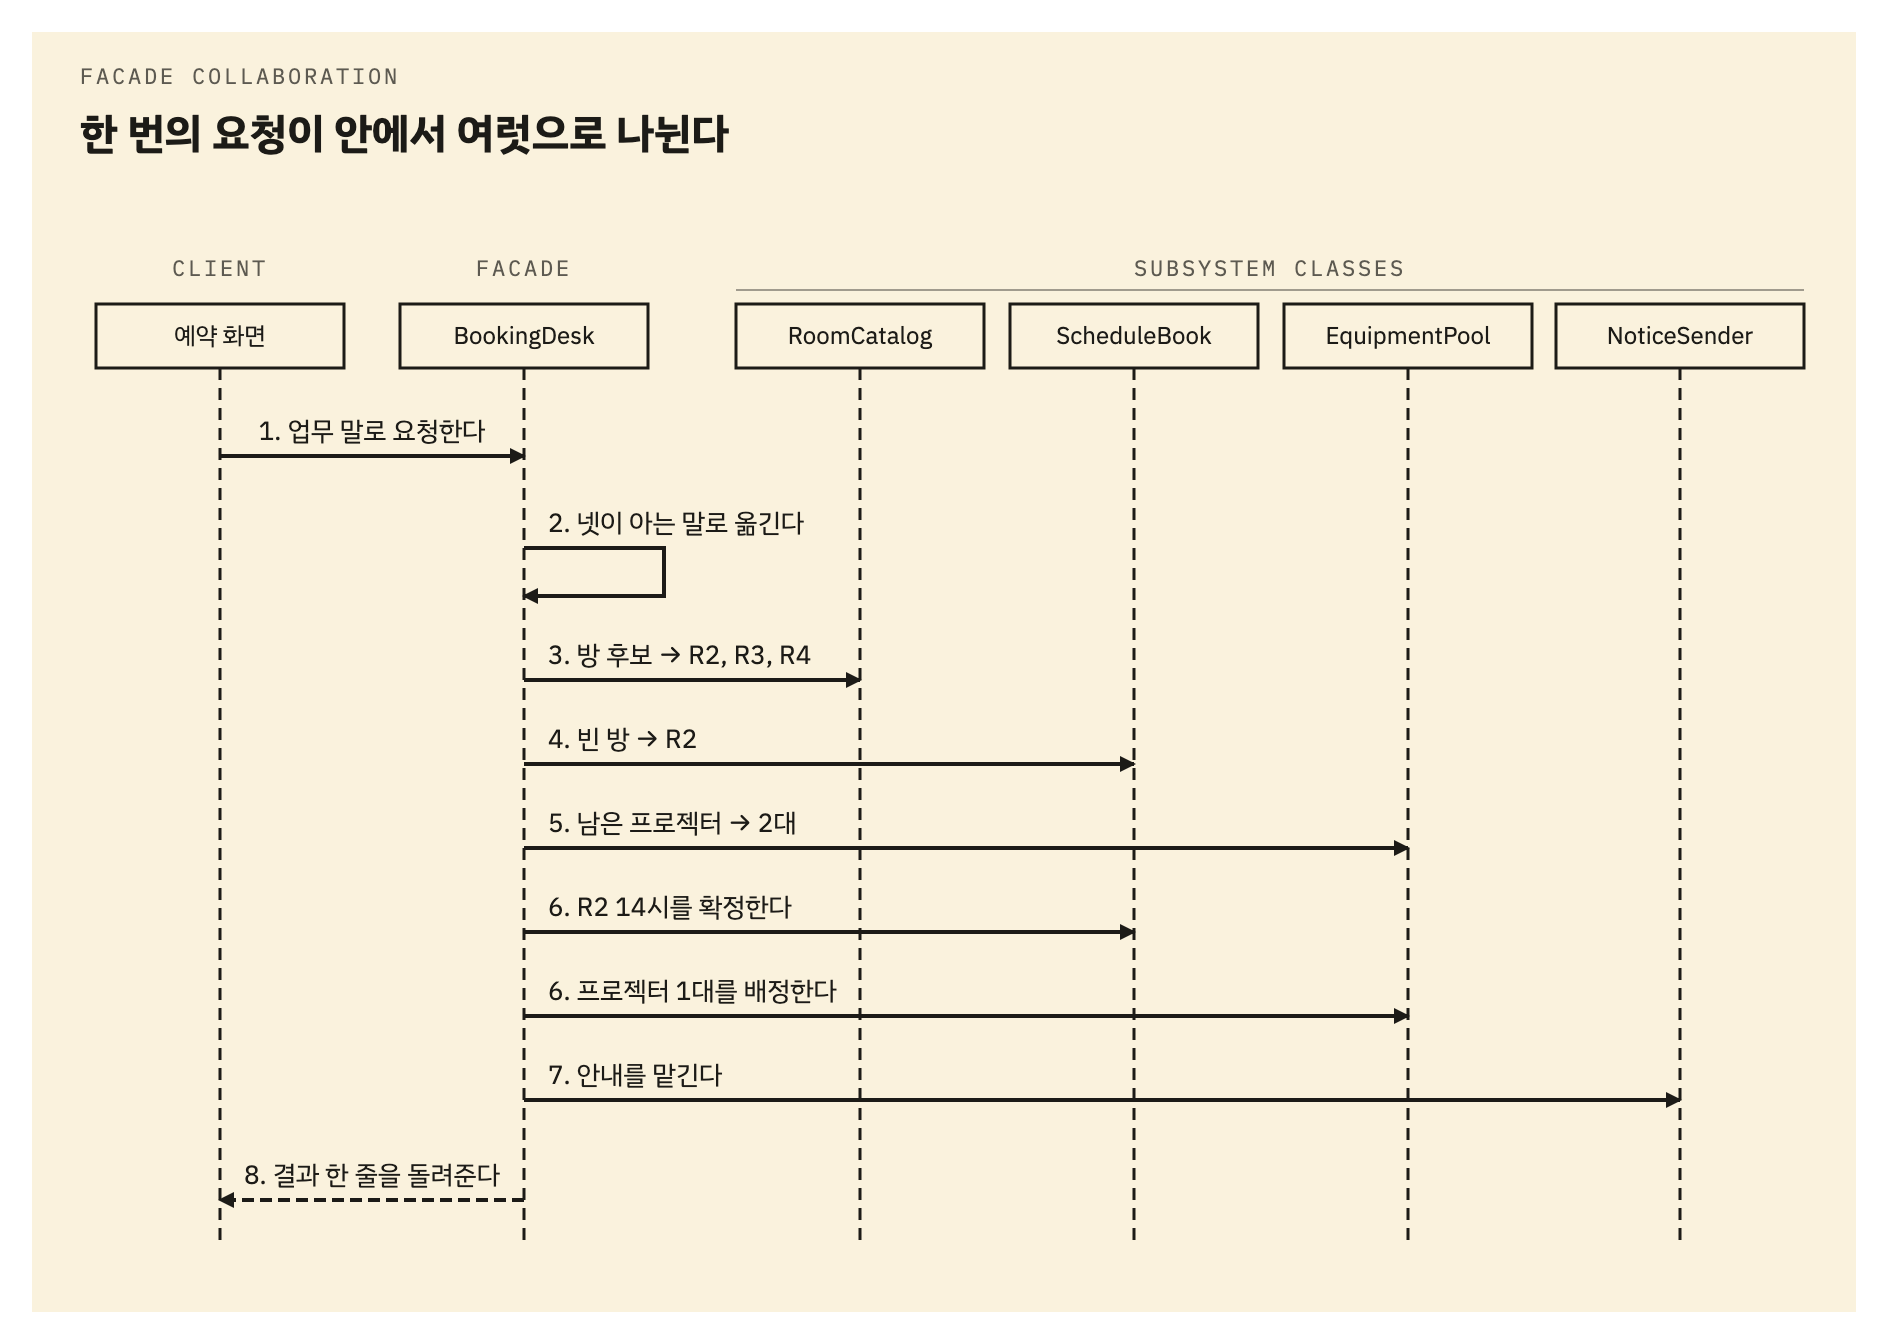 FACADE COLLABORATION
한 번의 요청이 안에서 여럿으로 나뉜다
CLIENT
FACADE
SUBSYSTEM CLASSES
예약 화면
BookingDesk
RoomCatalog
ScheduleBook
EquipmentPool
NoticeSender
1. 업무 말로 요청한다
2. 넷이 아는 말로 옮긴다
3. 방 후보 → R2, R3, R4
4. 빈 방 → R2
5. 남은 프로젝터 → 2대
6. R2 14시를 확정한다
6. 프로젝터 1대를 배정한다
7. 안내를 맡긴다
8. 결과 한 줄을 돌려준다